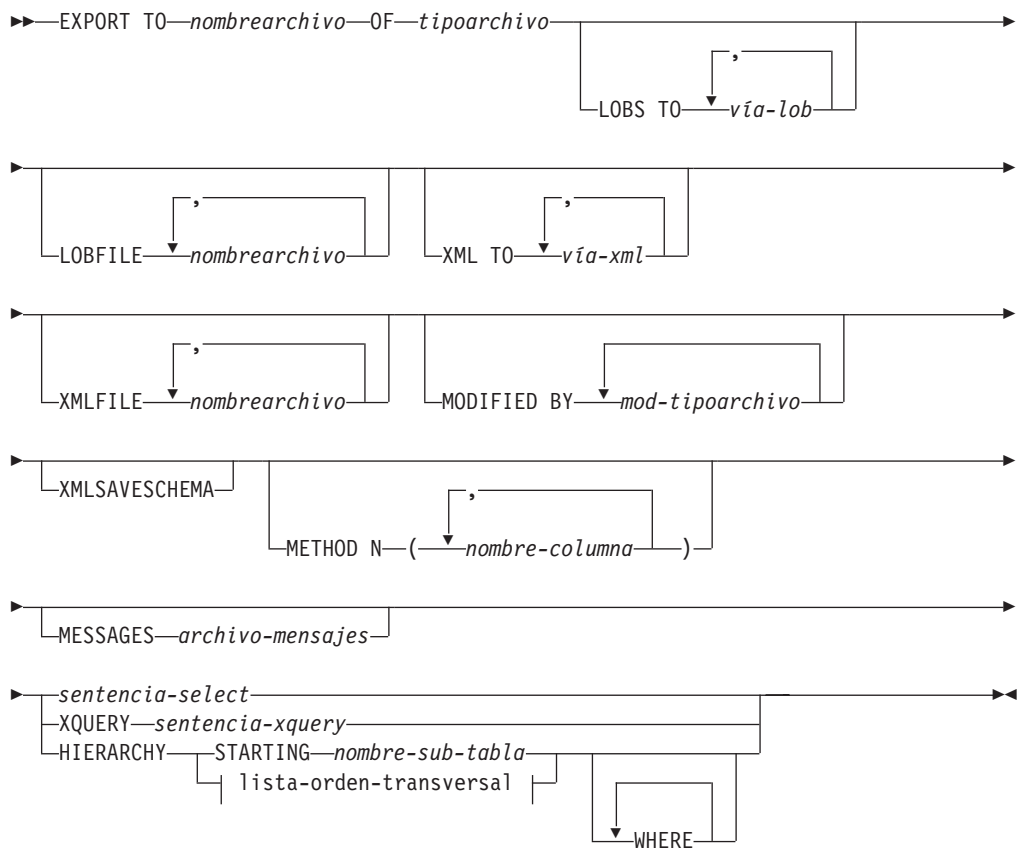 EXPORT TO nombrearchivo OF tipoarchivo
,
LOBS TO vía-lob
, ,
LOBFILE nombrearchivo XML TO vía-xml
,
XMLFILE nombrearchivo MODIFIED BY mod-tipoarchivo
XMLSAVESCHEMA
,
METHOD N ( nombre-columna )
MESSAGES archivo-mensajes
sentencia-select
XQUERY sentencia-xquery
HIERARCHY STARTING nombre-sub-tabla
lista-orden-transversal
WHERE